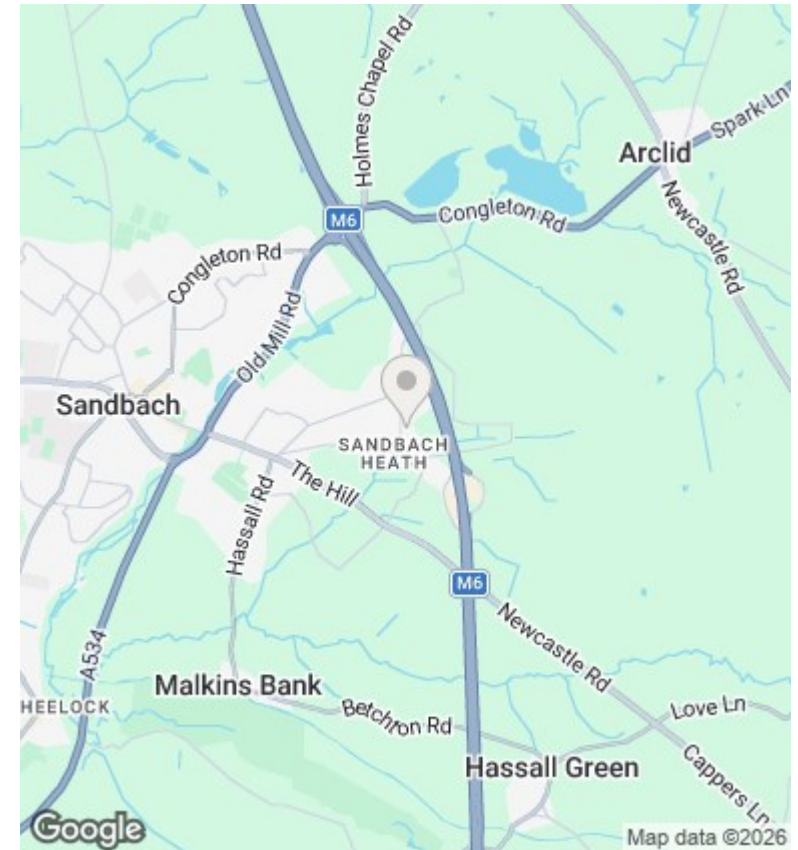 Holmes Chapel Rd
Spark Ln
Arclid
M6
Congleton Rd
Newcastle Rd
Congleton Rd
Old Mill Rd
Sandbach
SANDBACH
HEATH
The Hill
Hassall Rd
M6
Newcastle Rd
A534
Malkins Bank
HEELOCK
Betchton Rd
Love Ln
Hassall Green
Cappers Ln
Google
Map data ©2026